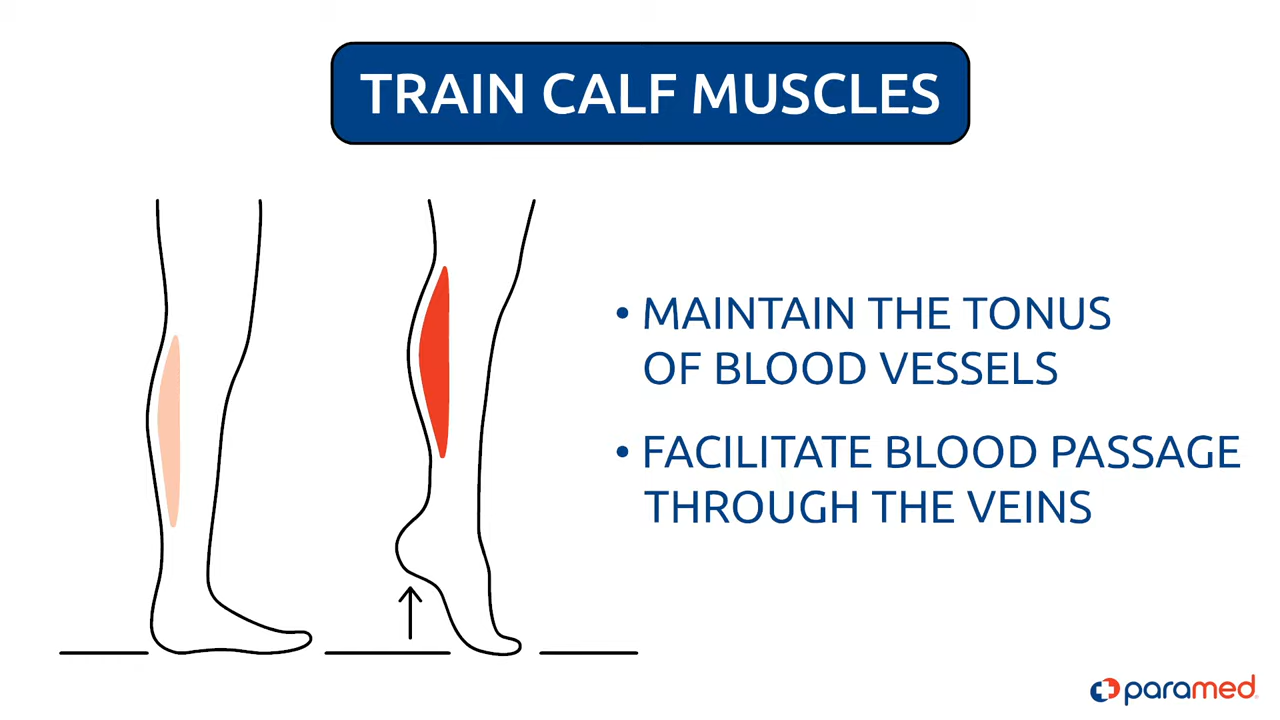 TRAIN CALF MUSCLES
• MAINTAIN THE TONUS
OF BLOOD VESSELS
• FACILITATE BLOOD PASSAGE
THROUGH THE VEINS
paramed